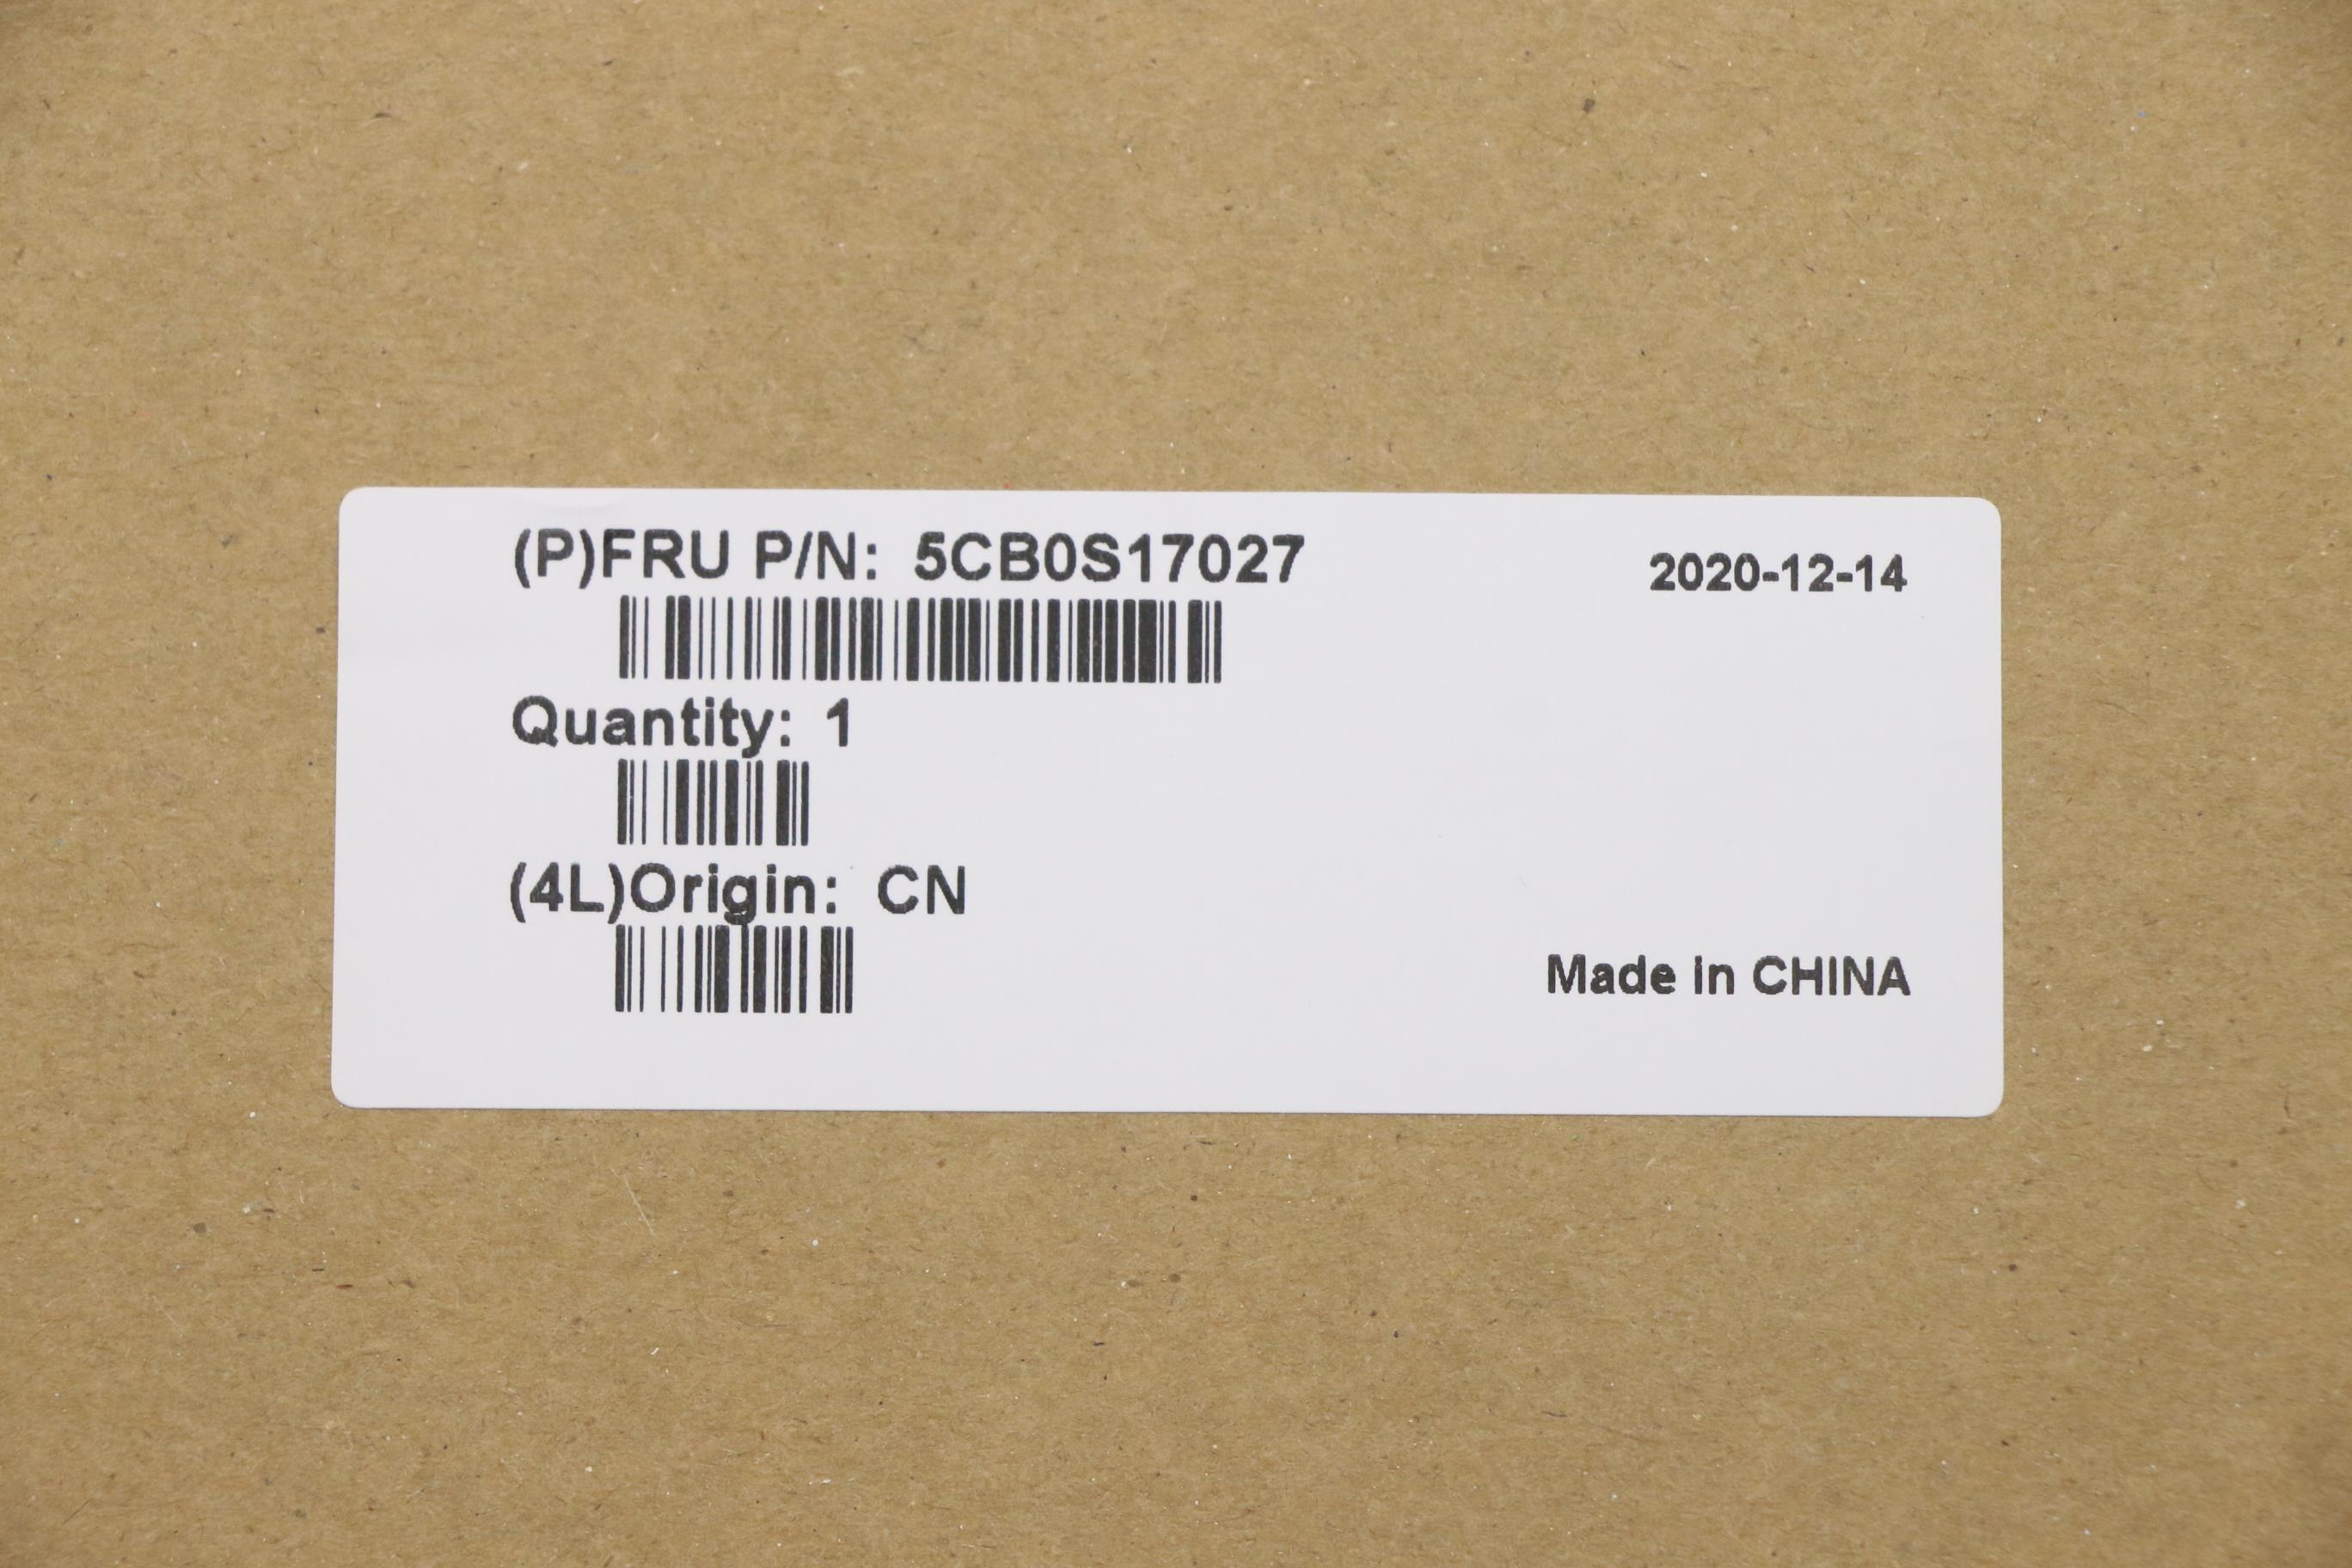 (P)FRU P/N: 5CB0S17027
2020-12-14
Quantity: 1
(4L)Origin: CN
Made in CHINA